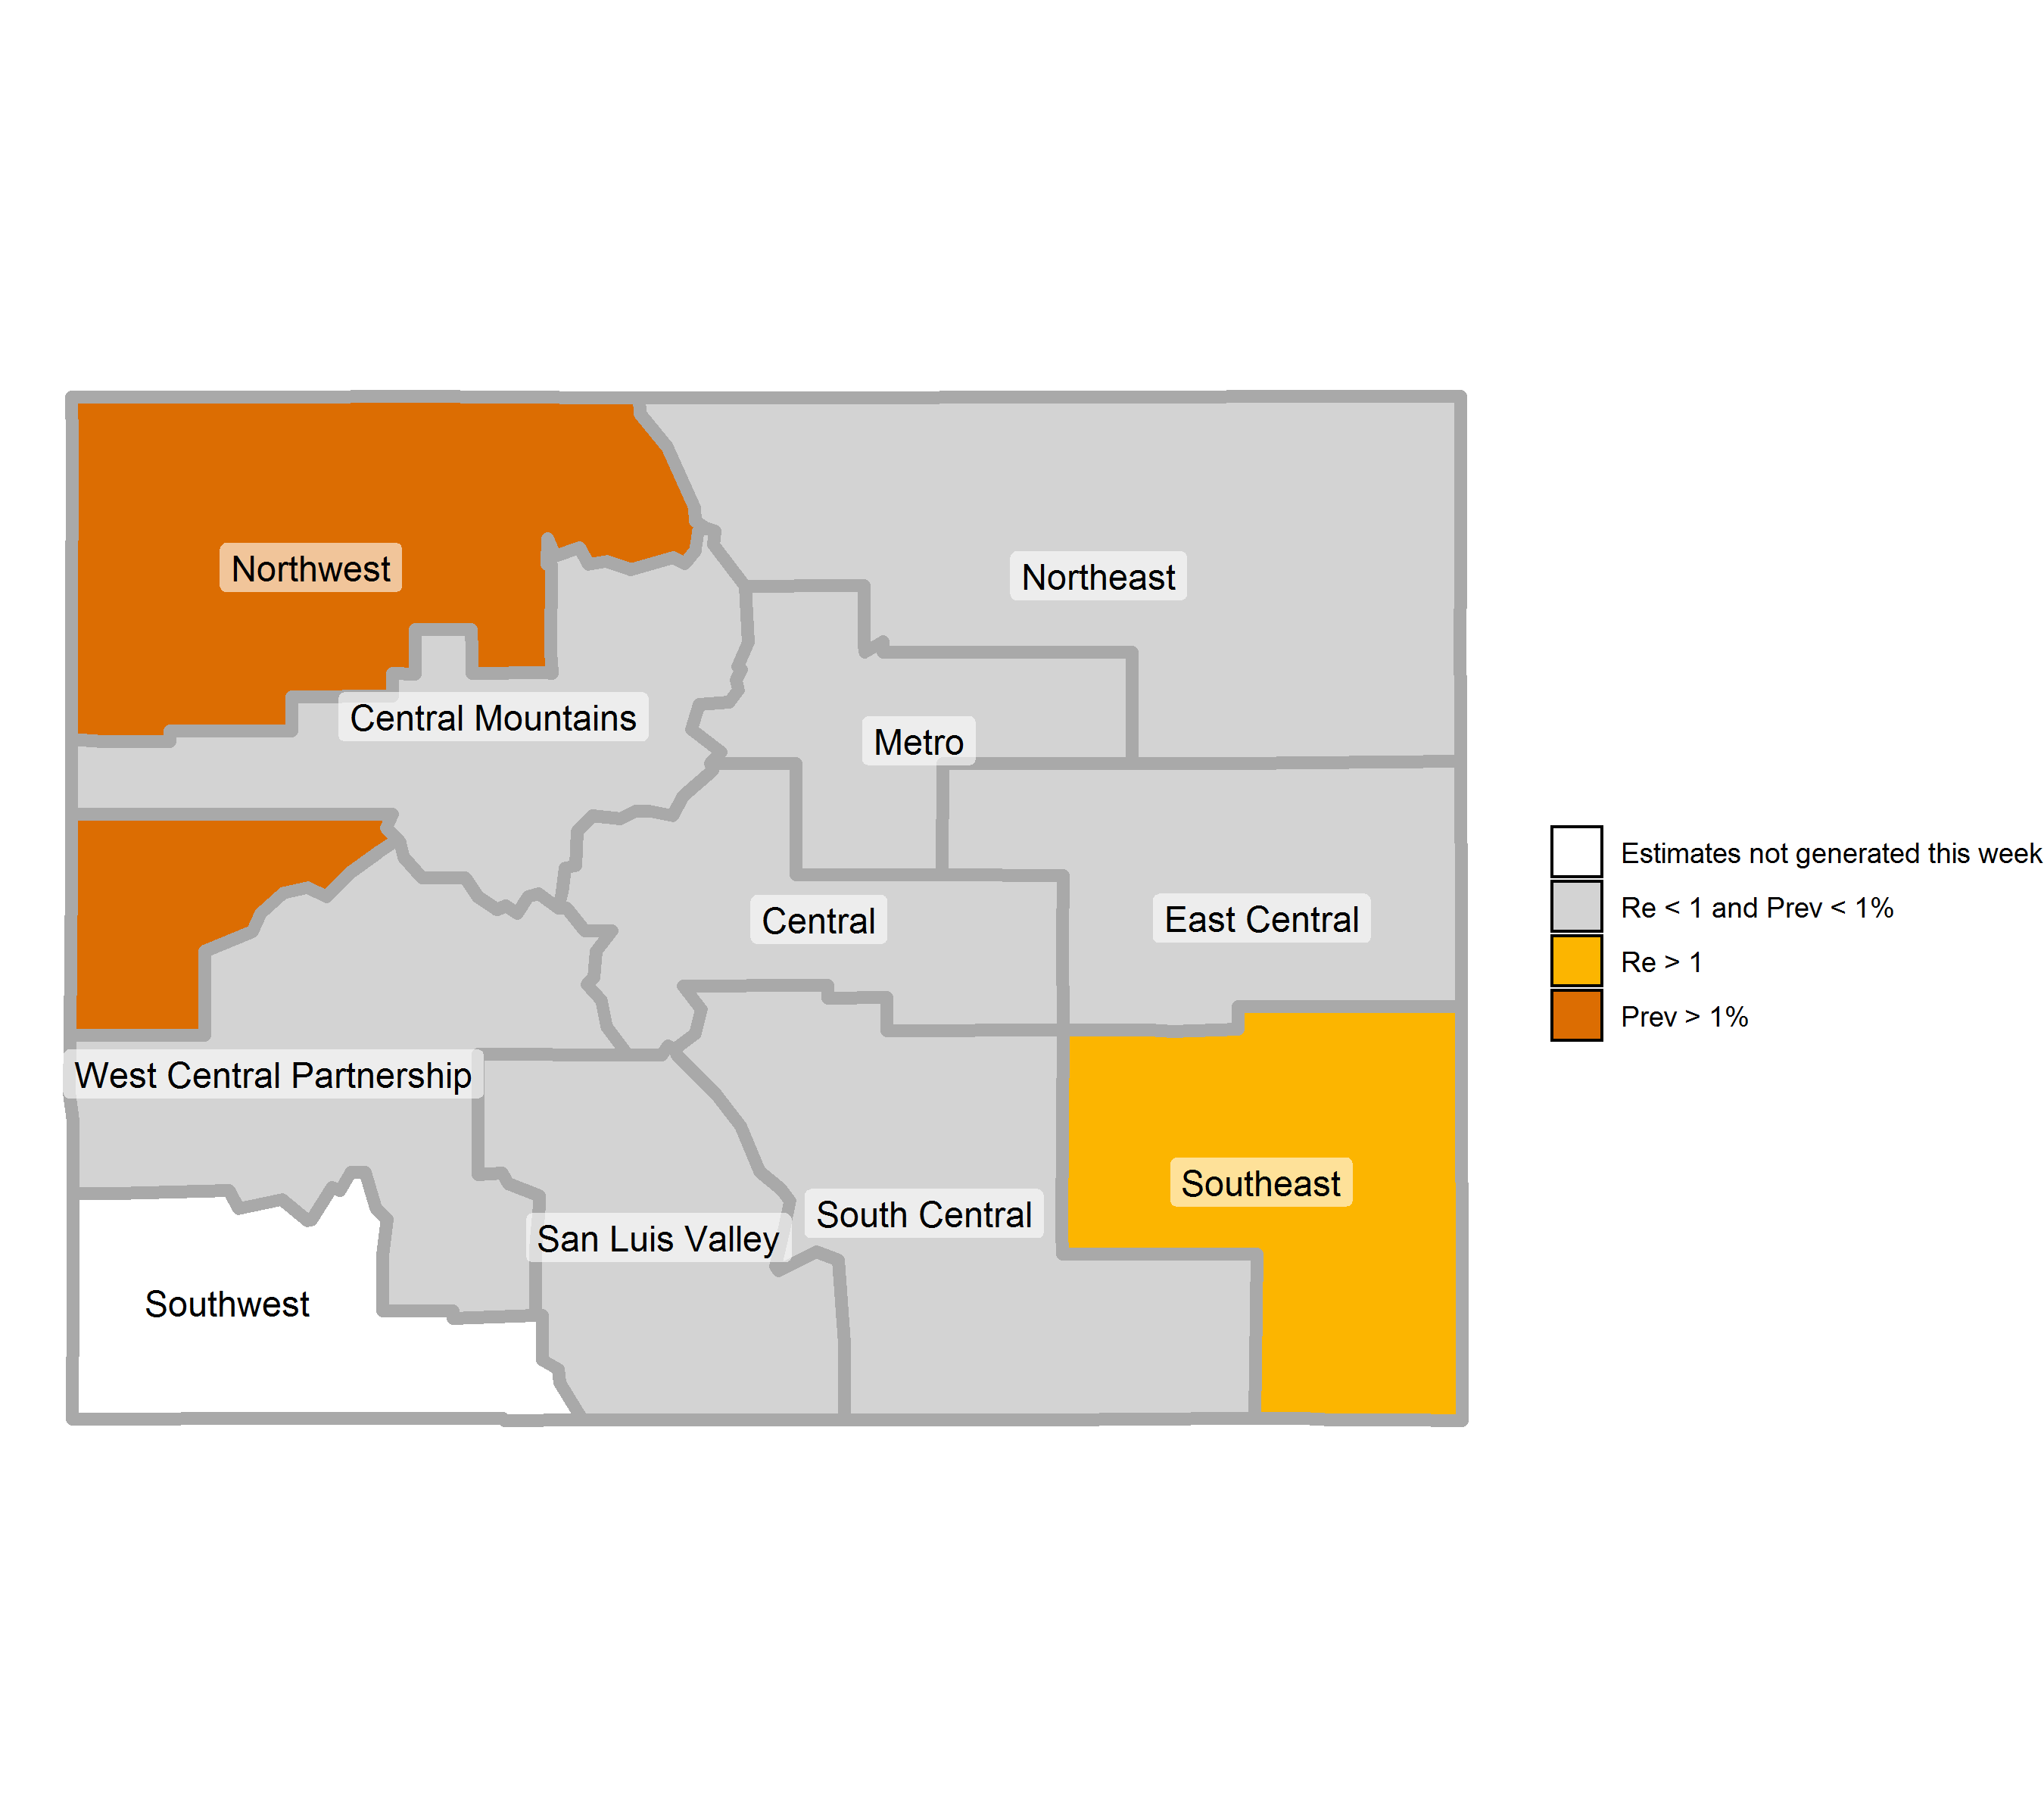 Northwest
Northeast
Central Mountains
Metro
Central
East Central
West Central Partnership
Southeast
South Central
San Luis Valley
Southwest
Estimates not generated this week
Re < 1 and Prev < 1%
Re > 1
Prev > 1%